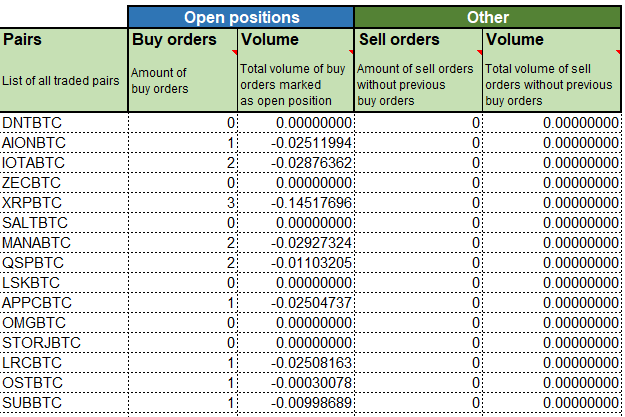 Open positions Other
Pairs Buy orders Volume Sell orders Volume
List of all traded pairs Amount of buy orders Total volume of buy orders marked as open position Amount of sell orders without previous buy orders Total volume of sell orders without previous buy orders
DNTBTC 0 0.00000000 0 0.00000000
AIONBTC 1 -0.02511994 0 0.00000000
IOTABTC 2 -0.02876362 0 0.00000000
ZECBTC 0 0.00000000 0 0.00000000
XRPBTC 3 -0.14517696 0 0.00000000
SALTBTC 0 0.00000000 0 0.00000000
MANABTC 2 -0.02927324 0 0.00000000
QSPBTC 2 -0.01103205 0 0.00000000
LSKBTC 0 0.00000000 0 0.00000000
APPCBTC 1 -0.02504737 0 0.00000000
OMGBTC 0 0.00000000 0 0.00000000
STORJBTC 0 0.00000000 0 0.00000000
LRCBTC 1 -0.02508163 0 0.00000000
OSTBTC 1 -0.00030078 0 0.00000000
SUBBTC 1 -0.00998689 0 0.00000000